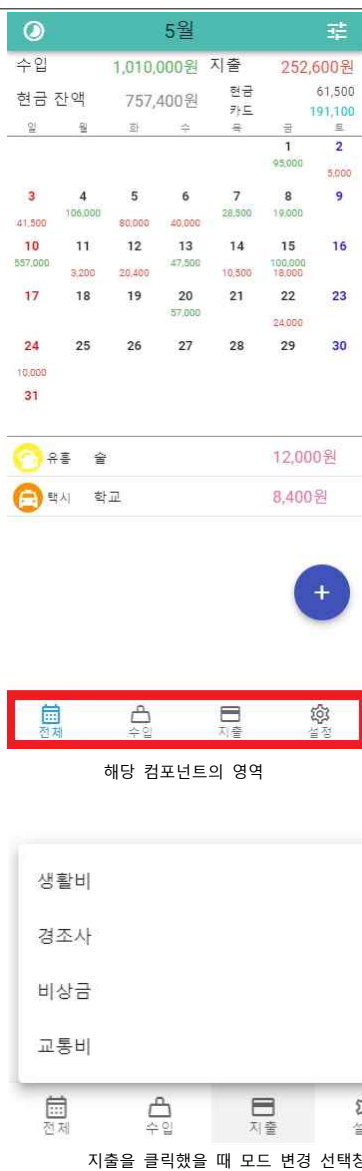 5월
수입 1,010,000원 지출 252,600원
현금 잔액 757,400원 현금 61,500
카드 191,100
일 월 화 수 목 금 토
1 2
95,000 5,000
3 4 5 6 7 8 9
41,500 106,000 80,000 40,000 28,500 19,000
10 11 12 13 14 15 16
557,000 3,200 20,400 47,500 10,500 100,000
18,000
17 18 19 20 21 22 23
57,000 24,000
24 25 26 27 28 29 30
10,000
31
유흥 술 12,000원
택시 학교 8,400원
+
전체 수입 지출 설정
해당 컴포넌트의 영역
생활비
경조사
비상금
교통비
전체 수입 지출
지출을 클릭했을 때 모드 변경 선택